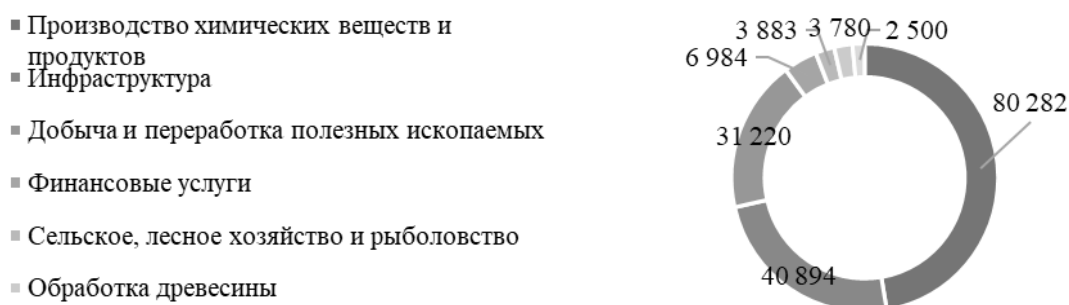 Производство химических веществ и
продуктов
Инфраструктура
Добыча и переработка полезных ископаемых
Финансовые услуги
Сельское, лесное хозяйство и рыболовство
Обработка древесины
3 883
3 780
2 500
6 984
80 282
31 220
40 894